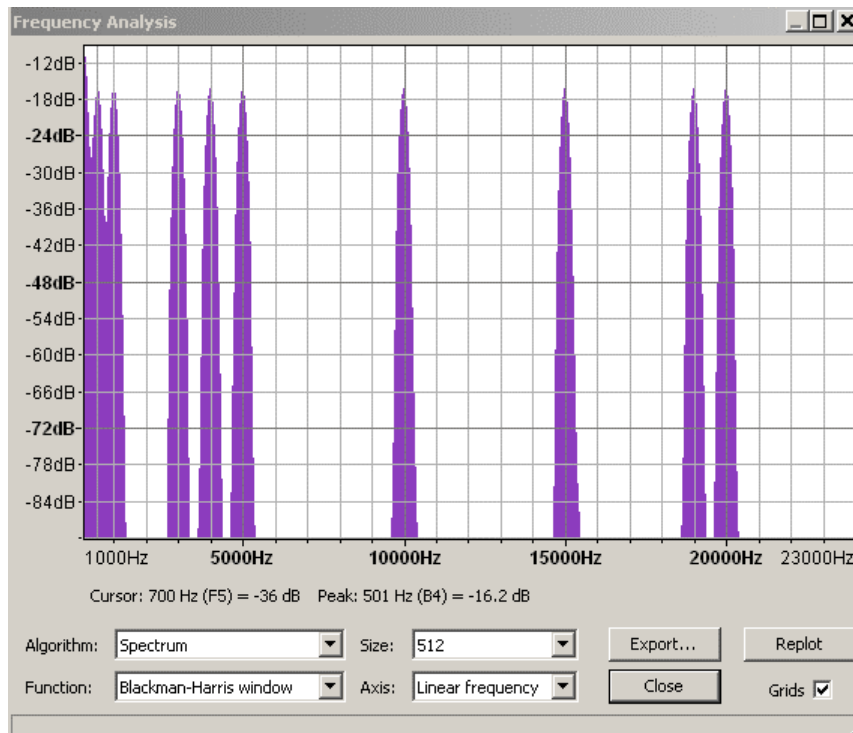 Frequency Analysis
-12dB
-18dB
-24dB
-30dB
-36dB
-42dB
-48dB
-54dB
-60dB
-66dB
-72dB
-78dB
-84dB
1000Hz 5000Hz 10000Hz 15000Hz 20000Hz 23000Hz
Cursor: 700 Hz (F5) = -36 dB Peak: 501 Hz (B4) = -16.2 dB
Algorithm: Spectrum Size: 512 Export... Replot
Function: Blackman-Harris window Axis: Linear frequency Close Grids